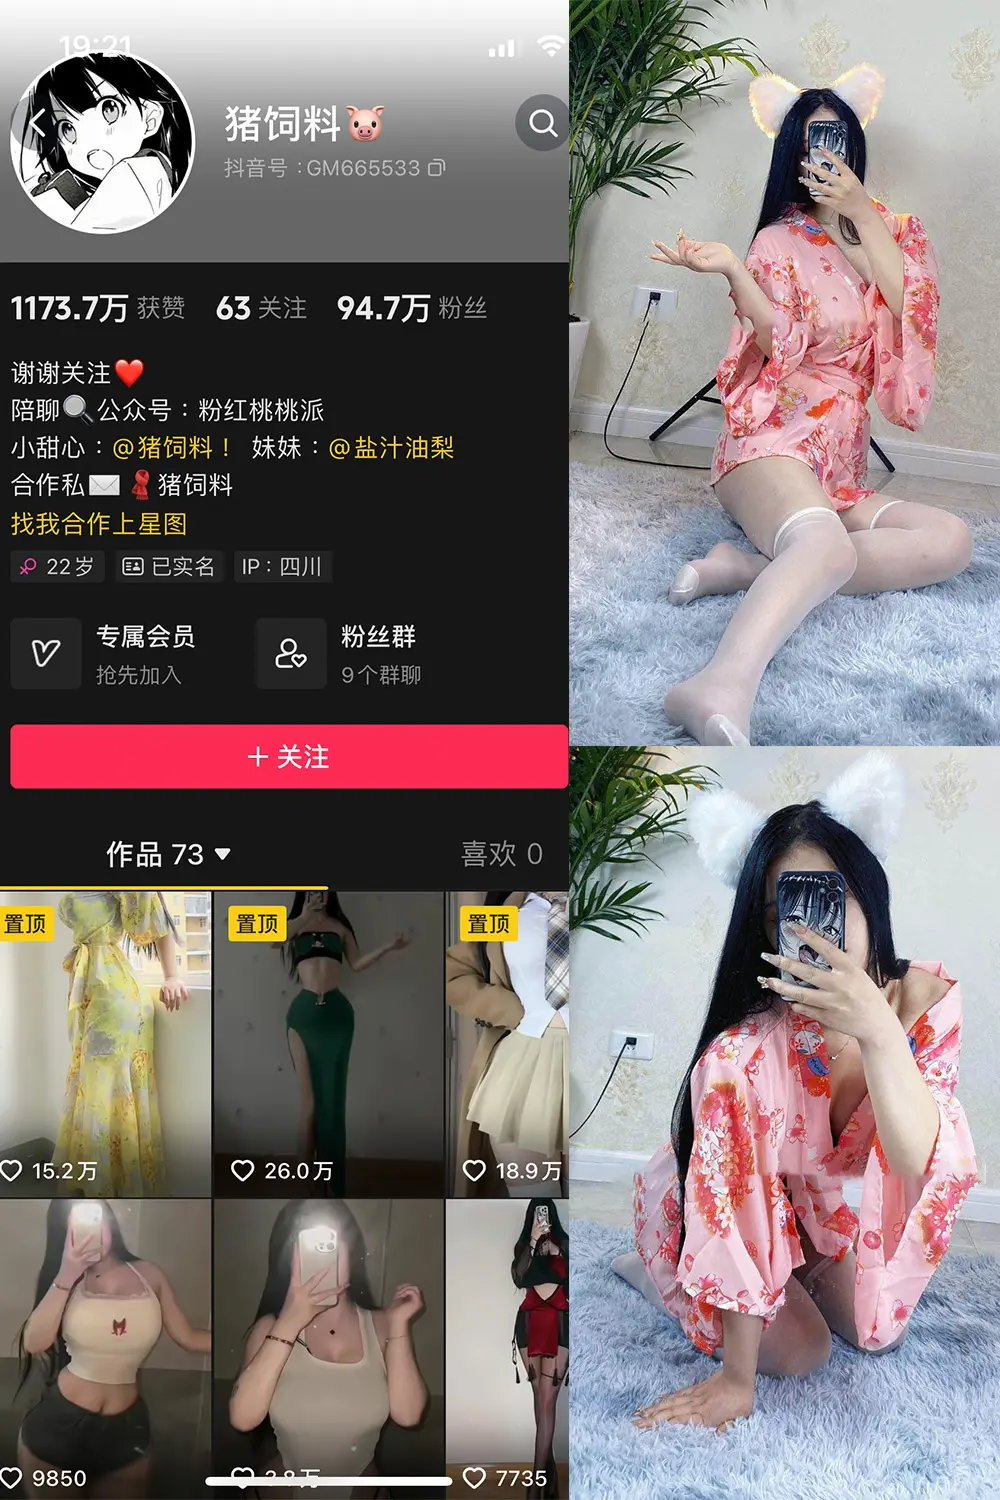 19:21
猪饲料🐷
抖音号：GM665533
1173.7万 获赞 63 关注 94.7万 粉丝
谢谢关注❤️
陪聊🔍公众号：粉红桃桃派
小甜心：@猪饲料！ 妹妹：@盐汁油梨
合作私✉️🧣猪饲料
找我合作上星图
22岁 已实名 IP：四川
专属会员 粉丝群
抢先加入 9个群聊
＋关注
作品 73 喜欢 0
置顶 置顶 置顶
15.2万 26.0万 18.9万
9850 3.8万 7735